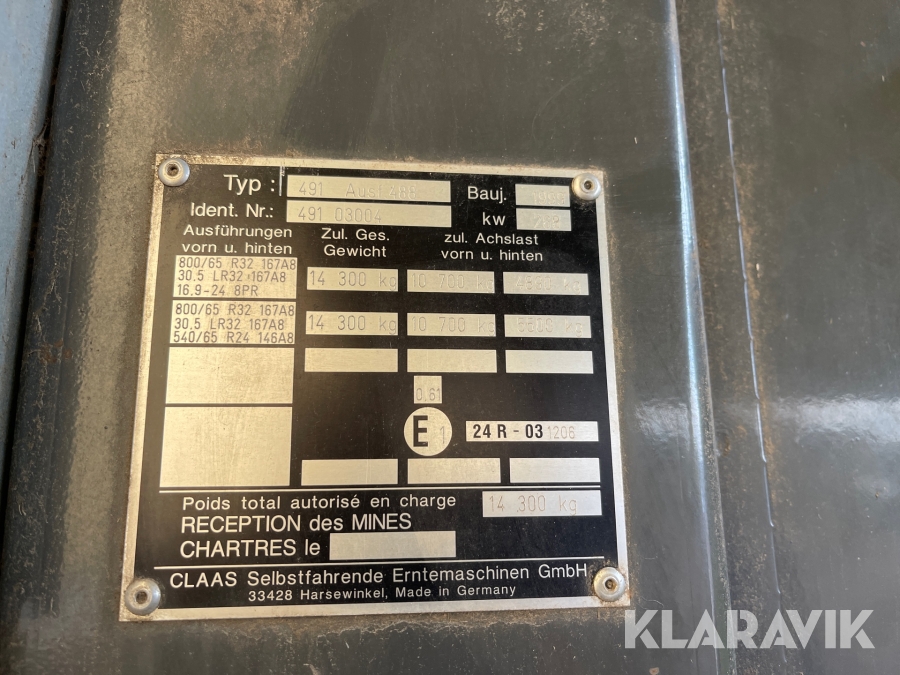 Typ : 491
Bauj.
Ident. Nr.: 491 03004
kw
Ausführungen vorn u. hinten
Zul. Ges. Gewicht
zul. Achslast vorn u. hinten
800/65 R32 167A8
30.5 LR32 167A8
16.9-24 8PR
14 300 kg 10 700 kg kg
800/65 R32 167A8
30.5 LR32 167A8
540/65 R24 146A8
14 300 kg 10 700 kg kg
0.61
E 1 24 R - 03 1206
Poids total autorisé en charge 14 300 kg
RECEPTION des MINES
CHARTRES le
CLAAS Selbstfahrende Erntemaschinen GmbH
33428 Harsewinkel, Made in Germany
KLARAVIK